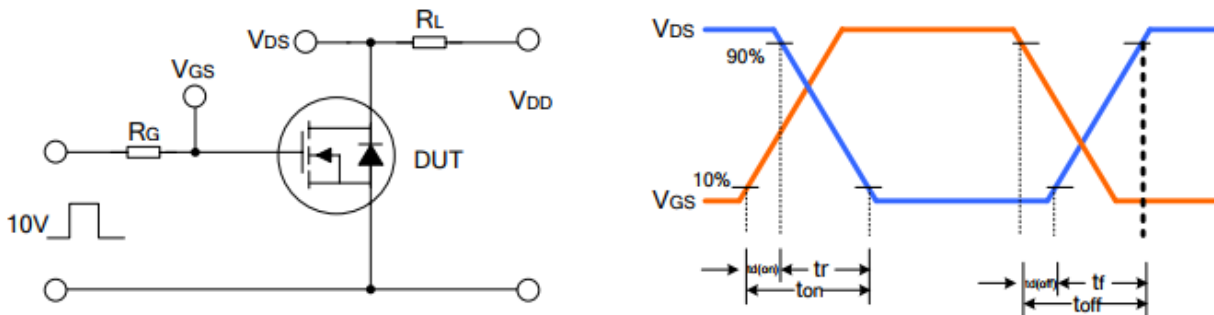 VDS
RL
VGS
VDD
RG
DUT
10V
VDS
90%
10%
VGS
td(on)
tr
ton
td(off)
tf
toff